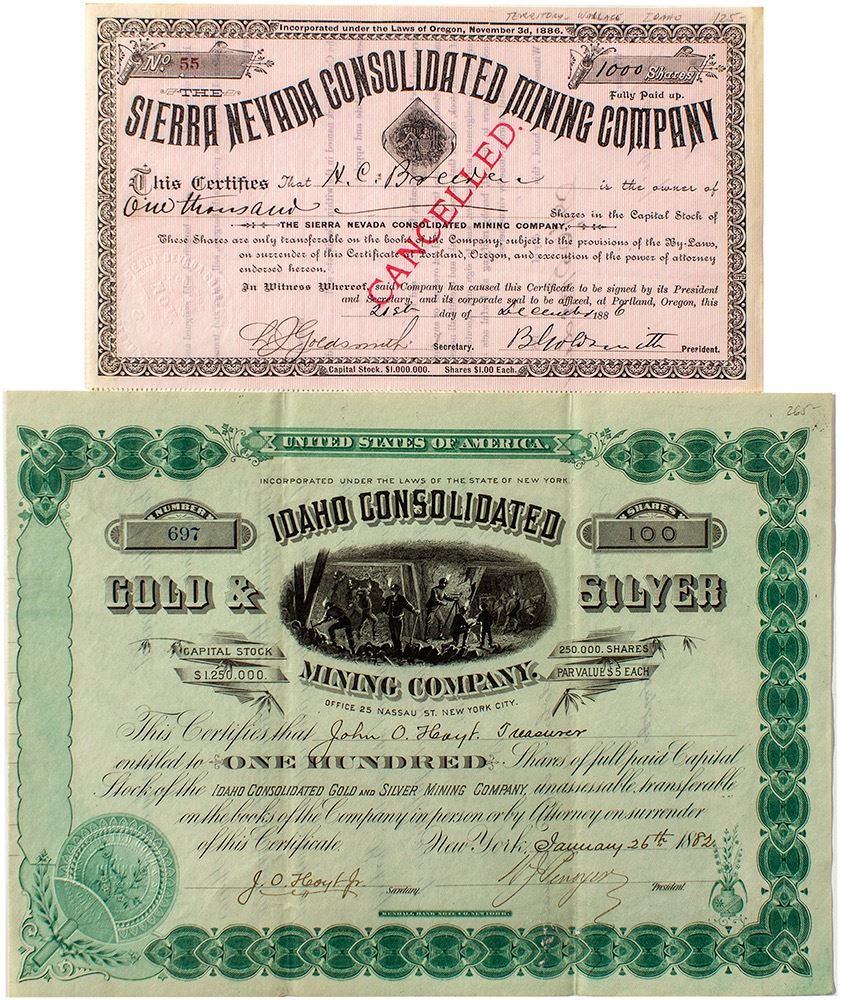 TERRITORY - WALLACE IDAHO 125-
Incorporated under the Laws of Oregon, November 3d, 1886.
No. 55
1000 Shares
Fully Paid up.
THE
SIERRA NEVADA CONSOLIDATED MINING COMPANY
This Certifies That H. C. Breeden is the owner of
One thousand Shares in the Capital Stock of
THE SIERRA NEVADA CONSOLIDATED MINING COMPANY,
These Shares are only transferable on the books of the Company, subject to the provisions of the By-Laws,
on surrender of this Certificate at Portland, Oregon, and execution of the power of attorney
endorsed hereon.
CANCELLED.
In Witness Whereof, said Company has caused this Certificate to be signed by its President
and Secretary, and its corporate seal to be affixed, at Portland, Oregon, this
21st day of December 1886
L J Goldsmith Secretary. B Goldsmith President.
Capital Stock. $1.000.000. Shares $1.00 Each.
265-
UNITED STATES OF AMERICA.
INCORPORATED UNDER THE LAWS OF THE STATE OF NEW YORK
NUMBER
697
SHARES
100
IDAHO CONSOLIDATED
GOLD & SILVER
CAPITAL STOCK
$1.250.000.
250.000. SHARES
PAR VALUE $5 EACH
MINING COMPANY.
OFFICE 25 NASSAU ST. NEW YORK CITY.
This Certifies that John O. Hoyt. Treasurer
entitled to ONE HUNDRED Shares of full paid Capital
Stock of the IDAHO CONSOLIDATED GOLD AND SILVER MINING COMPANY, unassessable, transferable
on the books of the Company in person or by Attorney on surrender
of this Certificate. New York, January 26th 1882
J. O. Hoyt Jr. Secretary. President.
KENDALL BANK NOTE CO. NEW YORK.